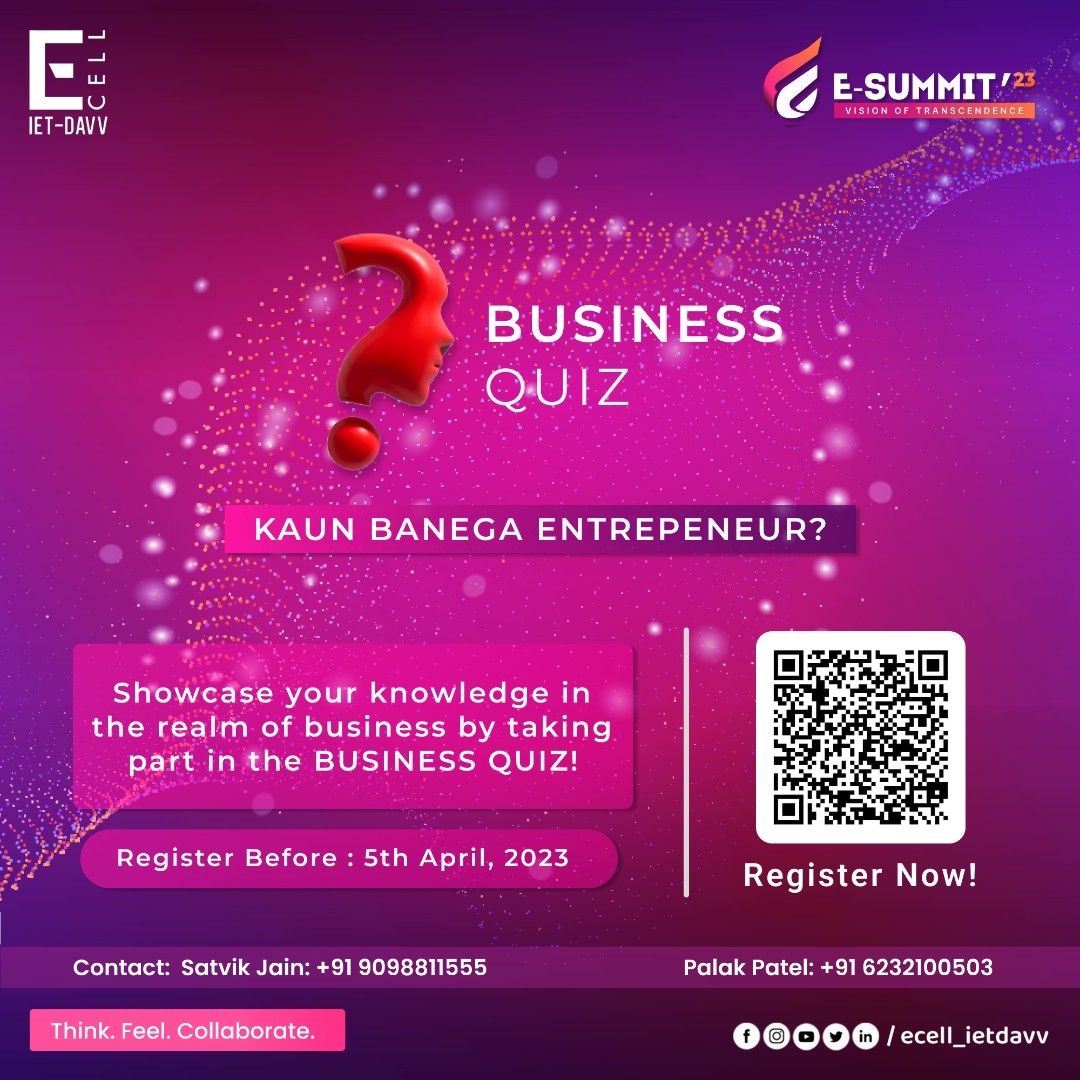 E CELL
IET-DAVV
E-SUMMIT '23
VISION OF TRANSCENDENCE
BUSINESS
QUIZ
KAUN BANEGA ENTREPENEUR?
Showcase your knowledge in
the realm of business by taking
part in the BUSINESS QUIZ!
Register Before : 5th April, 2023
Register Now!
Contact: Satvik Jain: +91 9098811555
Palak Patel: +91 6232100503
Think. Feel. Collaborate.
/ ecell_ietdavv